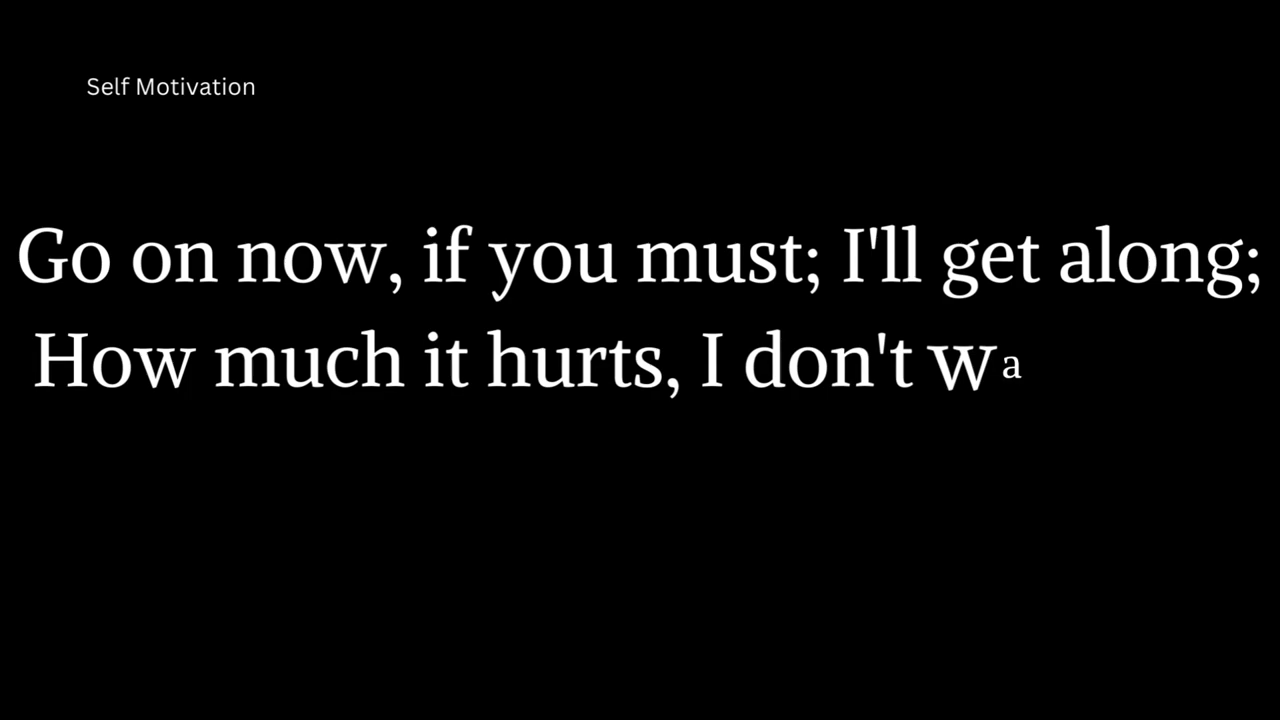 Self Motivation
Go on now, if you must; I'll get along;
How much it hurts, I don't wa